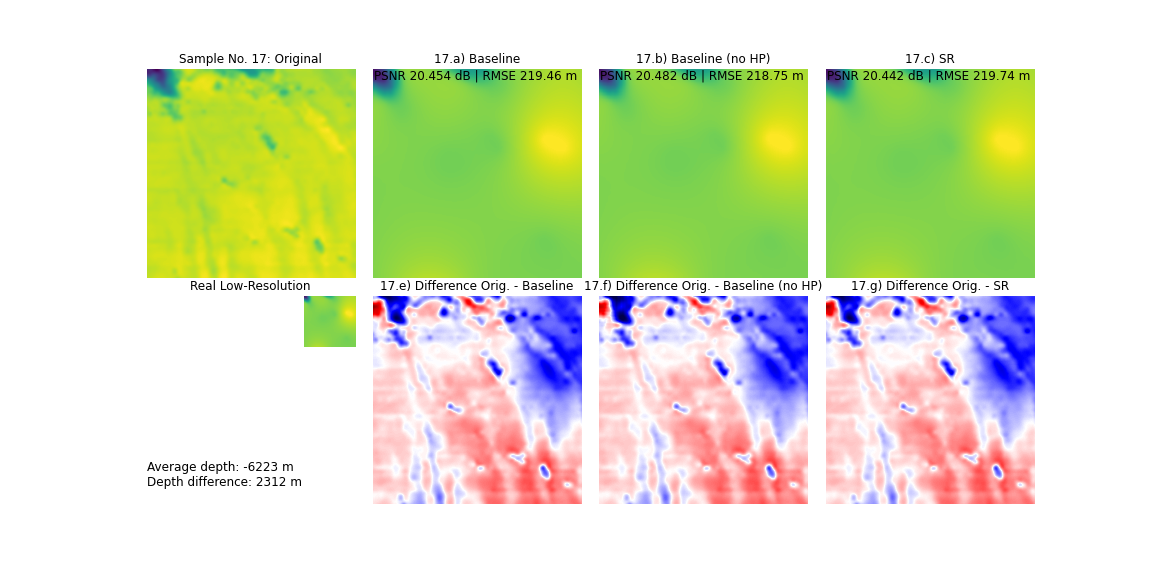 Sample No. 17: Original
17.a) Baseline
17.b) Baseline (no HP)
17.c) SR
PSNR 20.454 dB | RMSE 219.46 m
PSNR 20.482 dB | RMSE 218.75 m
PSNR 20.442 dB | RMSE 219.74 m
Real Low-Resolution
17.e) Difference Orig. - Baseline
17.f) Difference Orig. - Baseline (no HP)
17.g) Difference Orig. - SR
Average depth: -6223 m
Depth difference: 2312 m